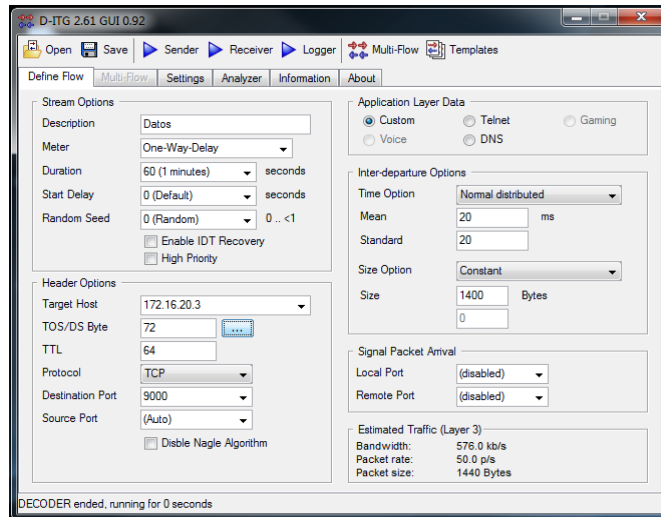 D-ITG 2.61 GUI 0.92
Open Save Sender Receiver Logger Multi-Flow Templates
Define Flow Multi-Flow Settings Analyzer Information About
Stream Options
Description Datos
Meter One-Way-Delay
Duration 60 (1 minutes) seconds
Start Delay 0 (Default) seconds
Random Seed 0 (Random) 0 .. <1
Enable IDT Recovery
High Priority
Header Options
Target Host 172.16.20.3
TOS/DS Byte 72 ...
TTL 64
Protocol TCP
Destination Port 9000
Source Port (Auto)
Disble Nagle Algorithm
Application Layer Data
Custom Telnet Gaming
Voice DNS
Inter-departure Options
Time Option Normal distributed
Mean 20 ms
Standard 20
Size Option Constant
Size 1400 Bytes
0
Signal Packet Arrival
Local Port (disabled)
Remote Port (disabled)
Estimated Traffic (Layer 3)
Bandwidth: 576.0 kb/s
Packet rate: 50.0 p/s
Packet size: 1440 Bytes
DECODER ended, running for 0 seconds